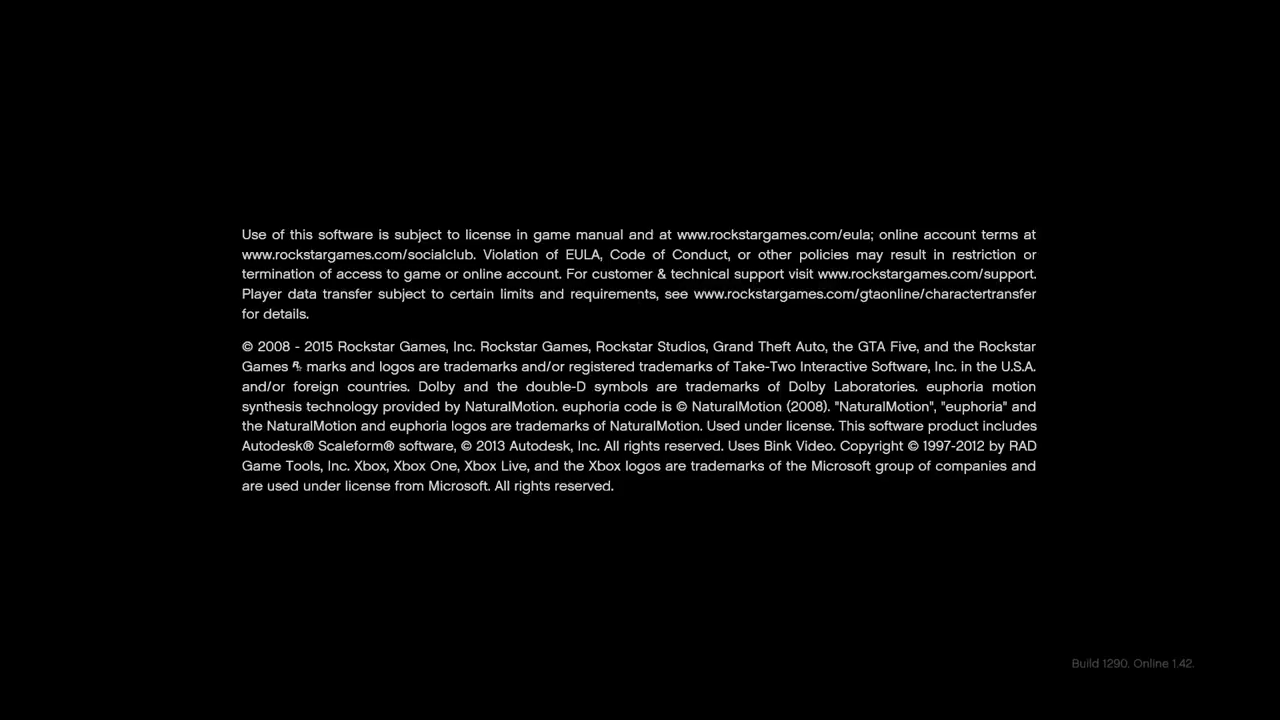 Use of this software is subject to license in game manual and at www.rockstargames.com/eula; online account terms at
www.rockstargames.com/socialclub. Violation of EULA, Code of Conduct, or other policies may result in restriction or
termination of access to game or online account. For customer & technical support visit www.rockstargames.com/support.
Player data transfer subject to certain limits and requirements, see www.rockstargames.com/gtaonline/charactertransfer
for details.
© 2008 - 2015 Rockstar Games, Inc. Rockstar Games, Rockstar Studios, Grand Theft Auto, the GTA Five, and the Rockstar
Games R* marks and logos are trademarks and/or registered trademarks of Take-Two Interactive Software, Inc. in the U.S.A.
and/or foreign countries. Dolby and the double-D symbols are trademarks of Dolby Laboratories. euphoria motion
synthesis technology provided by NaturalMotion. euphoria code is © NaturalMotion (2008). "NaturalMotion", "euphoria" and
the NaturalMotion and euphoria logos are trademarks of NaturalMotion. Used under license. This software product includes
Autodesk® Scaleform® software, © 2013 Autodesk, Inc. All rights reserved. Uses Bink Video. Copyright © 1997-2012 by RAD
Game Tools, Inc. Xbox, Xbox One, Xbox Live, and the Xbox logos are trademarks of the Microsoft group of companies and
are used under license from Microsoft. All rights reserved.
Build 1290. Online 1.42.